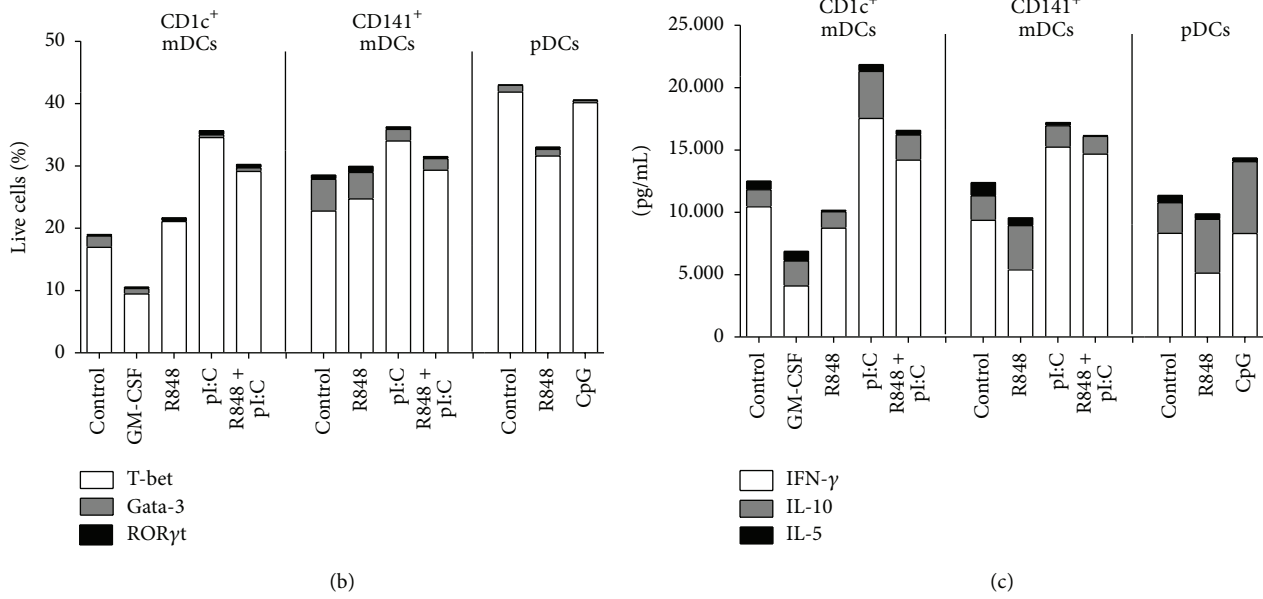 CD1c+
mDCs
CD141+
mDCs
pDCs
Live cells (%)
50
40
30
20
10
0
Control
GM-CSF
R848
pI:C
R848 +
pI:C
Control
R848
pI:C
R848 +
pI:C
Control
R848
CpG
T-bet
Gata-3
RORγt
(b)
CD1c+
mDCs
CD141+
mDCs
pDCs
(pg/mL)
25.000
20.000
15.000
10.000
5.000
0
Control
GM-CSF
R848
pI:C
R848 +
pI:C
Control
R848
pI:C
R848 +
pI:C
Control
R848
CpG
IFN-γ
IL-10
IL-5
(c)